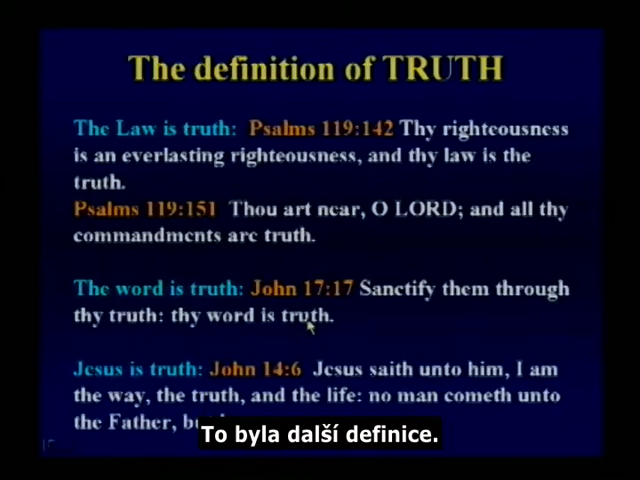 The definition of TRUTH
The Law is truth: Psalms 119:142 Thy righteousness
is an everlasting righteousness, and thy law is the
truth.
Psalms 119:151 Thou art near, O LORD; and all thy
commandments are truth.
The word is truth: John 17:17 Sanctify them through
thy truth: thy word is truth.
Jesus is truth: John 14:6 Jesus saith unto him, I am
the way, the truth, and the life: no man cometh unto
the Father,
To byla další definice.